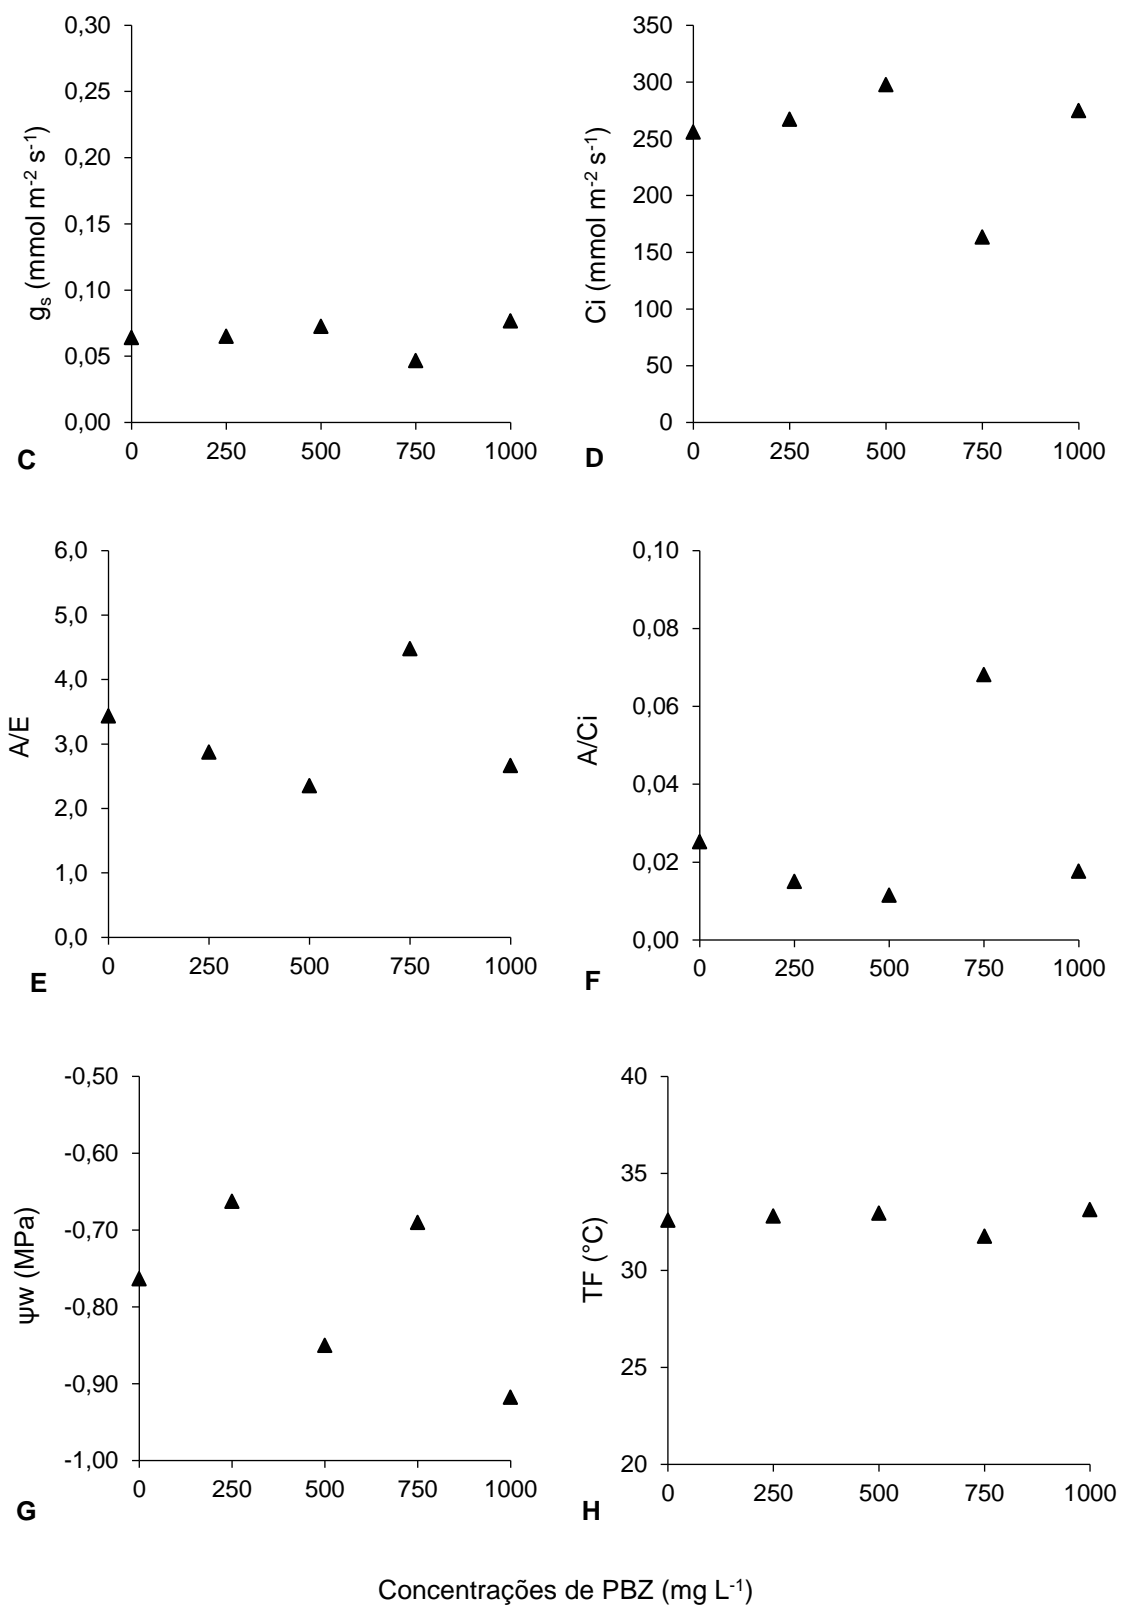 0,30
0,25
0,20
0,15
0,10
0,05
0,00
gs (mmol m-2 s-1)
0 250 500 750 1000
C
350
300
250
200
150
100
50
0
Ci (mmol m-2 s-1)
0 250 500 750 1000
D
6,0
5,0
4,0
3,0
2,0
1,0
0,0
A/E
0 250 500 750 1000
E
0,10
0,08
0,06
0,04
0,02
0,00
A/Ci
0 250 500 750 1000
F
-0,50
-0,60
-0,70
-0,80
-0,90
-1,00
ψw (MPa)
0 250 500 750 1000
G
40
35
30
25
20
TF (°C)
0 250 500 750 1000
H
Concentrações de PBZ (mg L-1)